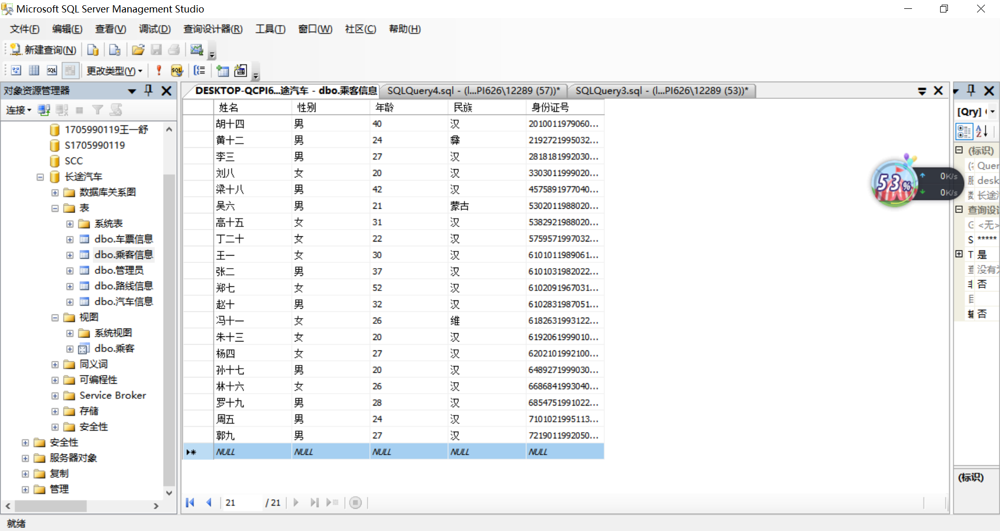 Microsoft SQL Server Management Studio
文件(F) 编辑(E) 查看(V) 调试(D) 查询设计器(R) 工具(T) 窗口(W) 社区(C) 帮助(H)
新建查询(N)
更改类型(Y)
对象资源管理器
连接
1705990119王一舒
S1705990119
SCC
长途汽车
数据库关系图
表
系统表
dbo.车票信息
dbo.乘客信息
dbo.管理员
dbo.路线信息
dbo.汽车信息
视图
系统视图
dbo.乘客
同义词
可编程性
Service Broker
存储
安全性
安全性
服务器对象
复制
管理
DESKTOP-QCPI6...途汽车 - dbo.乘客信息 SQLQuery4.sql - (l...PI626\12289 (57))* SQLQuery3.sql - (l...PI626\12289 (53))*
姓名 性别 年龄 民族 身份证号
胡十四 男 40 汉 2010011979060...
黄十二 男 24 彝 2192721995032...
李三 男 27 汉 2818181992030...
刘八 女 20 汉 3303011999020...
梁十八 男 42 汉 4575891977040...
吴六 男 21 蒙古 5302011988020...
高十五 女 31 汉 5382921988020...
丁二十 女 22 汉 5759571997032...
王一 女 30 汉 6101011989061...
张二 男 37 汉 6101031982022...
郑七 女 52 汉 6102091967031...
赵十 男 32 汉 6102831987051...
冯十一 女 26 维 6182631993122...
朱十三 女 20 汉 6192061999010...
杨四 女 27 汉 6202101992100...
孙十七 男 20 汉 6489271999030...
林十六 女 26 汉 6686841993040...
罗十九 男 28 汉 6854751991022...
周五 男 24 汉 7101021995113...
郭九 男 27 汉 7219011992050...
NULL NULL NULL NULL NULL
21 / 21
[Qry]
(标识)
Quer
desk
长途
查询设
<无>
S *****
T 是
没有
否
否
(标识)
53%
0K/s
0K/s
就绪